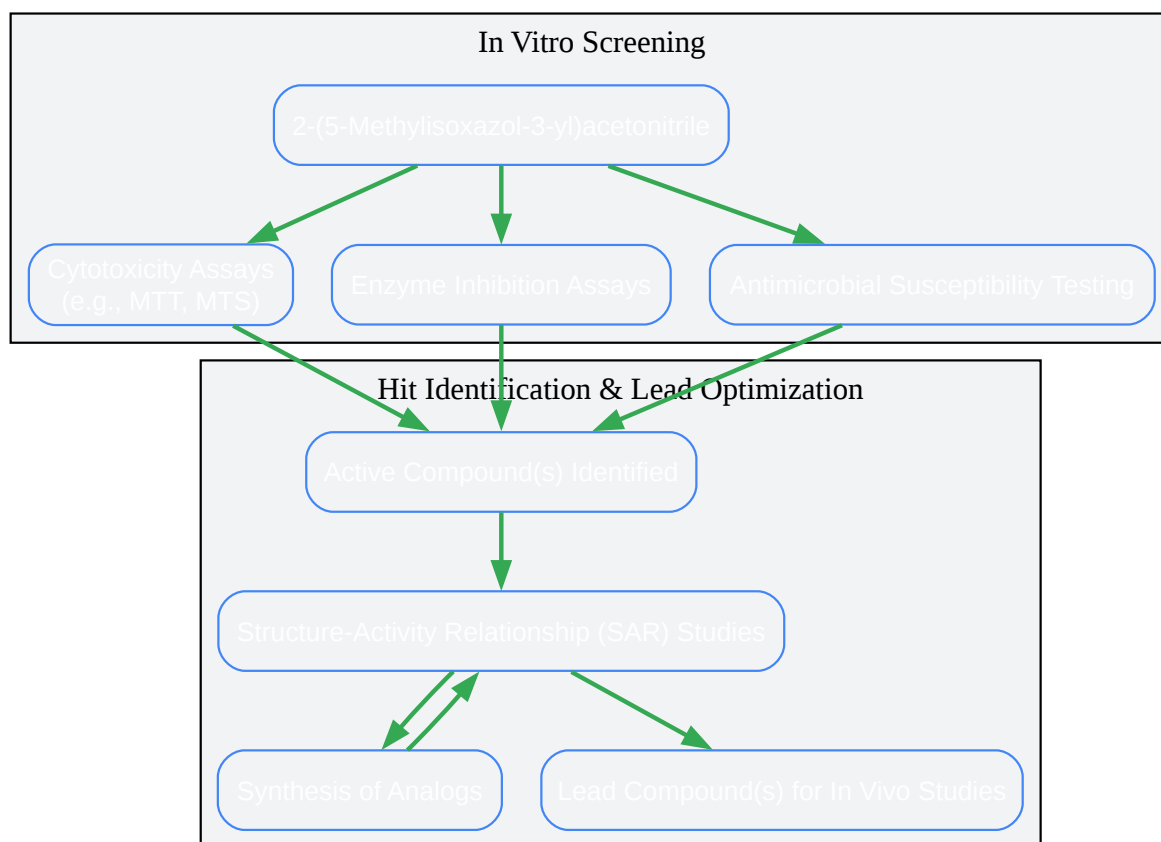 In Vitro Screening
2-(5-Methylisoxazol-3-yl)acetonitrile
Cytotoxicity Assays
(e.g., MTT, MTS)
Enzyme Inhibition Assays
Antimicrobial Susceptibility Testing
Hit Identification & Lead Optimization
Active Compound(s) Identified
Structure-Activity Relationship (SAR) Studies
Synthesis of Analogs
Lead Compound(s) for In Vivo Studies